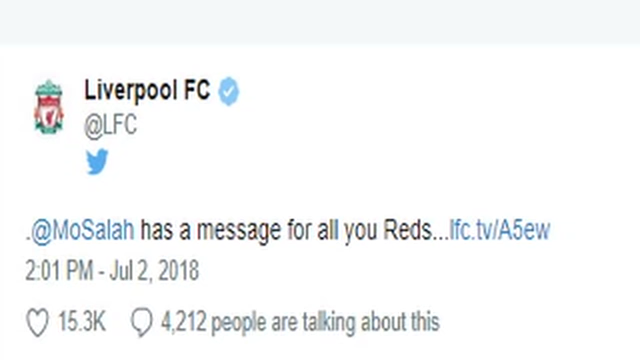 Liverpool FC
@LFC
.@MoSalah has a message for all you Reds...lfc.tv/A5ew
2:01 PM - Jul 2, 2018
15.3K 4,212 people are talking about this